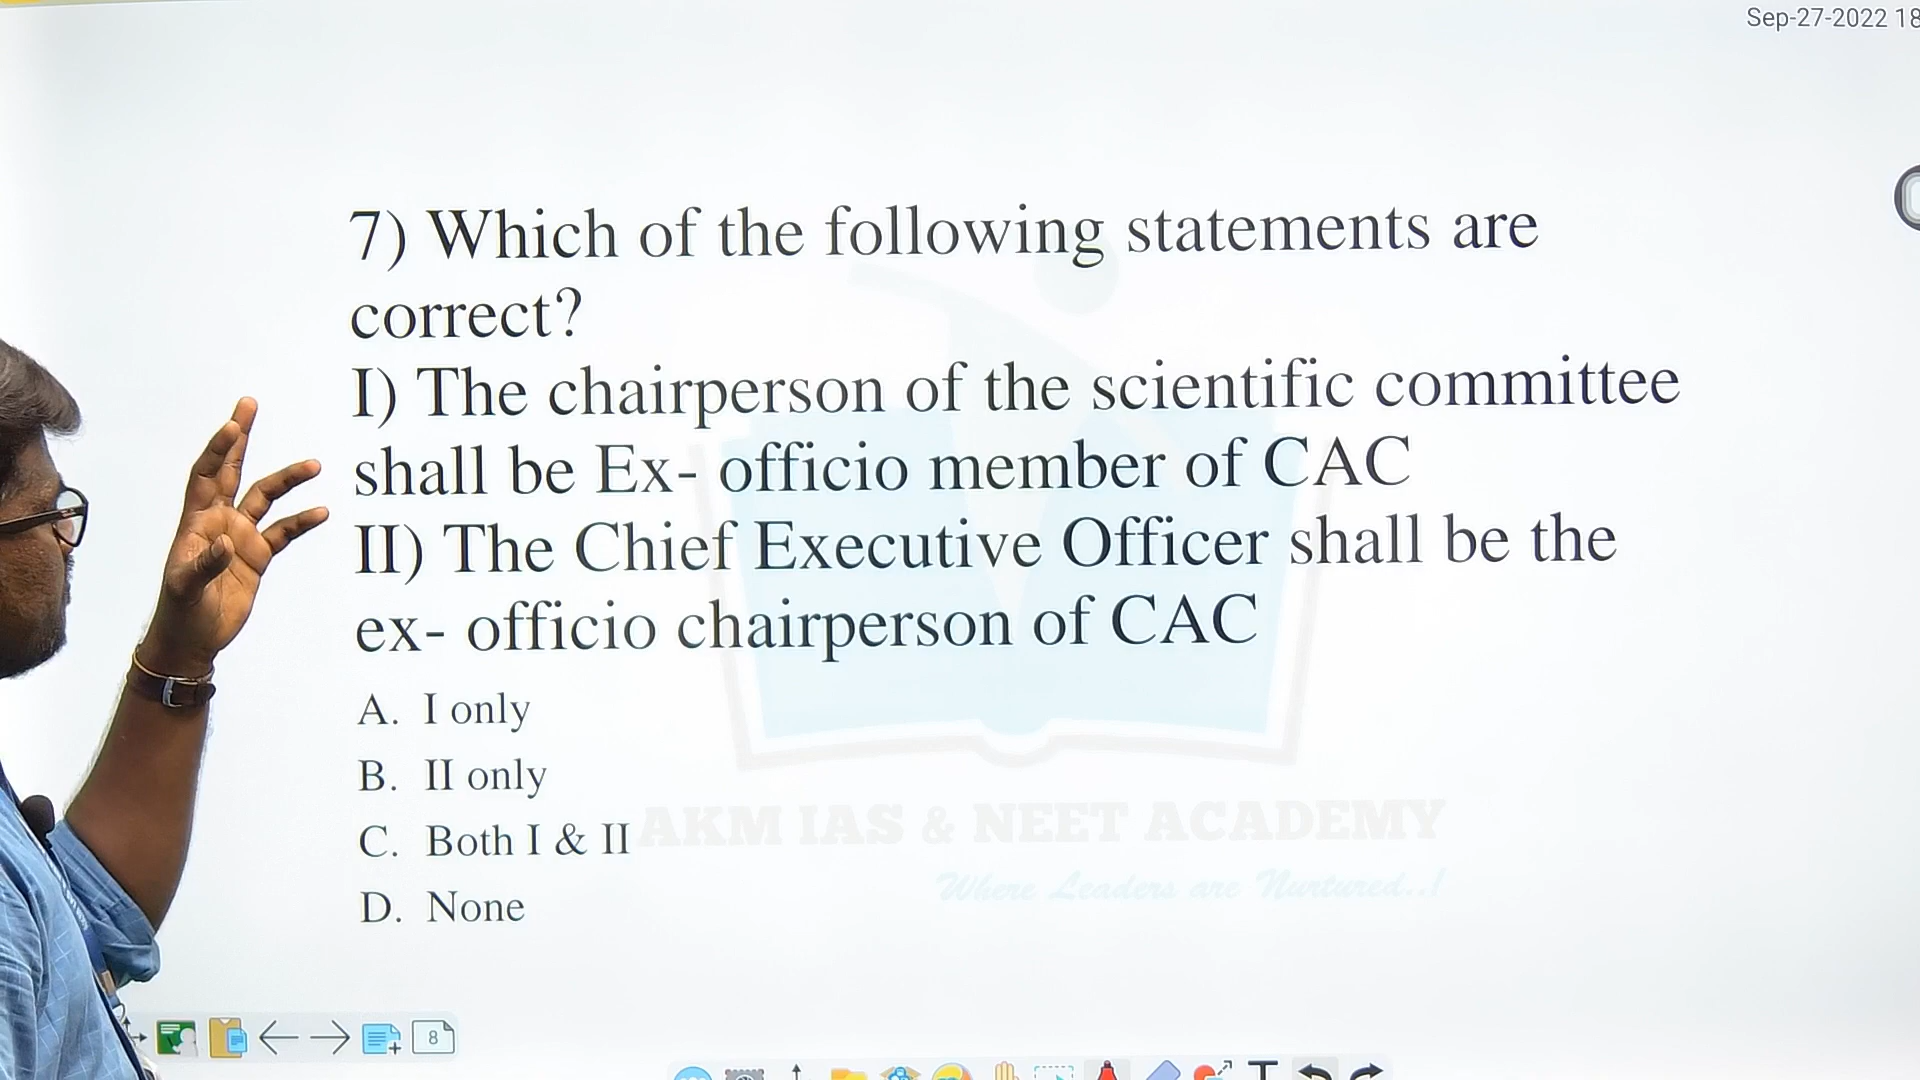 Sep-27-2022 18
7) Which of the following statements are
correct?
I) The chairperson of the scientific committee
shall be Ex- officio member of CAC
II) The Chief Executive Officer shall be the
ex- officio chairperson of CAC
A. I only
B. II only
C. Both I & II
D. None
AKM IAS & NEET ACADEMY
Where Leaders are Nurtured..!
8